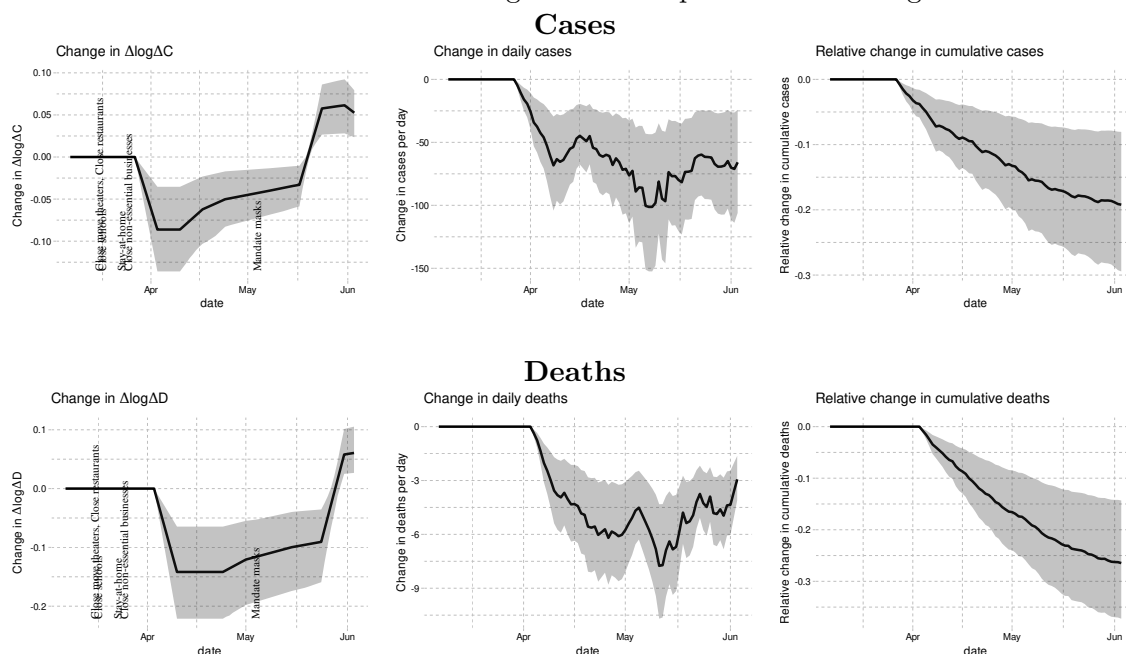 Cases
Change in ΔlogΔC
Change in ΔlogΔC
0.10
0.05
0.00
-0.05
-0.10
Close movie theaters, Close restaurants
Close schools
Stay-at-home
Close non-essential businesses
Mandate masks
Apr
May
Jun
date
Change in daily cases
Change in cases per day
0
-50
-100
-150
Apr
May
Jun
date
Relative change in cumulative cases
Relative change in cumulative cases
0.0
-0.1
-0.2
-0.3
Apr
May
Jun
date
Deaths
Change in ΔlogΔD
Change in ΔlogΔD
0.1
0.0
-0.1
-0.2
Close movie theaters, Close restaurants
Close schools
Stay-at-home
Close non-essential businesses
Mandate masks
Apr
May
Jun
date
Change in daily deaths
Change in deaths per day
0
-3
-6
-9
Apr
May
Jun
date
Relative change in cumulative deaths
Relative change in cumulative deaths
0.0
-0.1
-0.2
-0.3
Apr
May
Jun
date